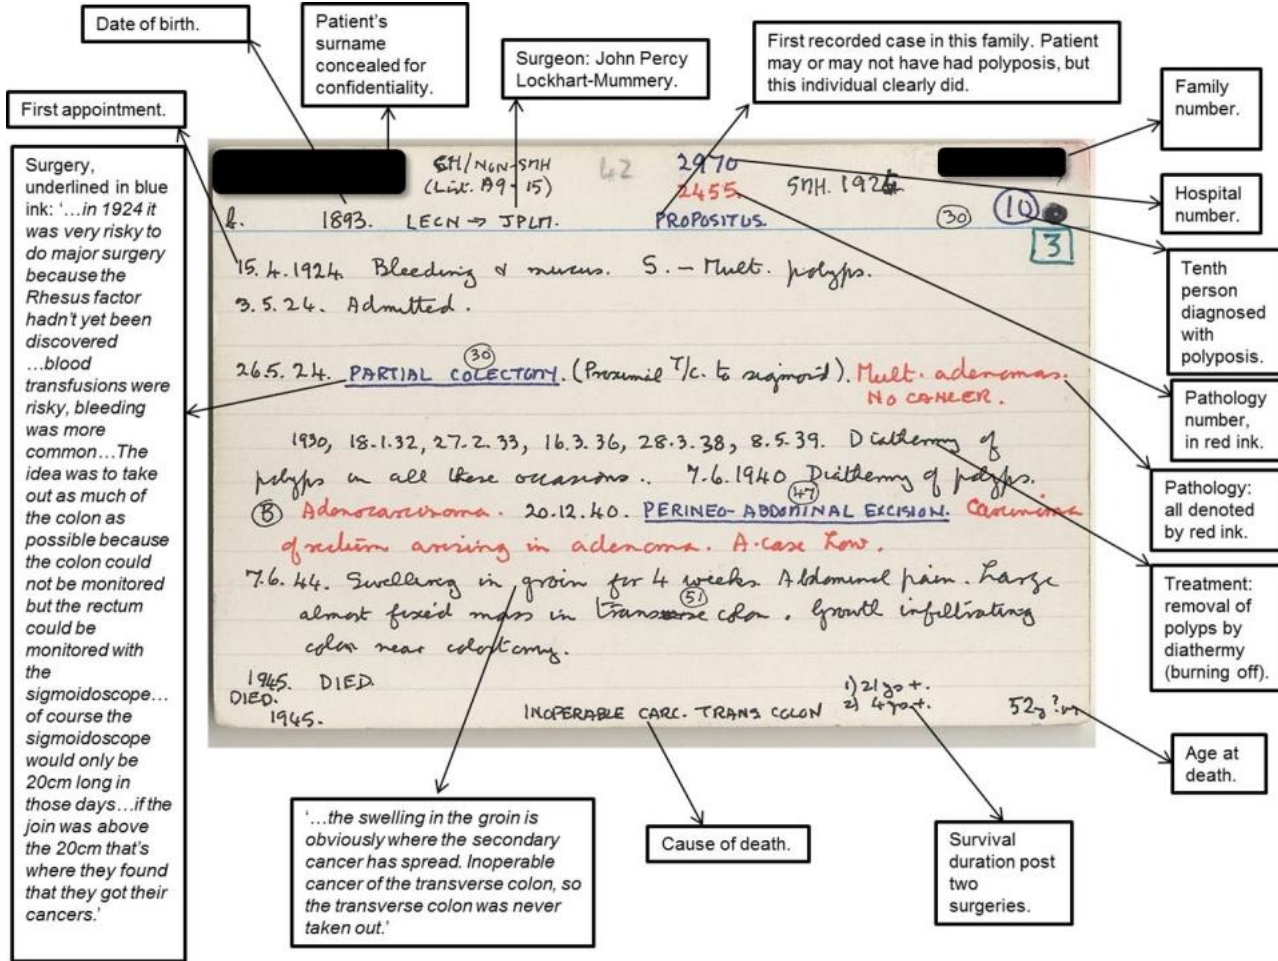 Date of birth.
Patient's
surname
concealed for
confidentiality.
Surgeon: John Percy
Lockhart-Mummery.
First recorded case in this family. Patient
may or may not have had polyposis, but
this individual clearly did.
Family
number.
First appointment.
Surgery,
underlined in blue
ink: '…in 1924 it
was very risky to
do major surgery
because the
Rhesus factor
hadn't yet been
discovered
…blood
transfusions were
risky, bleeding
was more
common…The
idea was to take
out as much of
the colon as
possible because
the colon could
not be monitored
but the rectum
could be
monitored with
the
sigmoidoscope…
of course the
sigmoidoscope
would only be
20cm long in
those days…if the
join was above
the 20cm that's
where they found
that they got their
cancers.'
SH/NON-SMH 42 2970
(List. A9-15) 2455. SMH. 1924
1893. LECN → JPLM. PROPOSITUS. 30 10
3
15.4.1924. Bleeding & mucus. S. – Mult. polyps.
3.5.24. Admitted.
30
26.5.24. PARTIAL COLECTOMY. (Proximal T/c. to sigmoid). Mult. adenomas.
NO CANCER.
1930, 18.1.32, 27.2.33, 16.3.36, 28.3.38, 8.5.39. Diathermy of
polyps on all these occasions.. 7.6.1940 Diathermy of polyps.
47
B Adenocarcinoma. 20.12.40. PERINEO-ABDOMINAL EXCISION. Carcinoma
of rectum arising in adenoma. A.case Low.
7.6.44. Swelling in groin for 4 weeks. Abdominal pain. Large
51
almost fixed mass in transverse colon. Growth infiltrating
colon near colostomy.
1945. DIED.
DIED.
1945. INOPERABLE CARC. TRANS COLON
1) 21yrs+.
2) 4yrs+.
52y ?
Hospital
number.
Tenth
person
diagnosed
with
polyposis.
Pathology
number,
in red ink.
Pathology:
all denoted
by red ink.
Treatment:
removal of
polyps by
diathermy
(burning off).
Age at
death.
'…the swelling in the groin is
obviously where the secondary
cancer has spread. Inoperable
cancer of the transverse colon, so
the transverse colon was never
taken out.'
Cause of death.
Survival
duration post
two
surgeries.